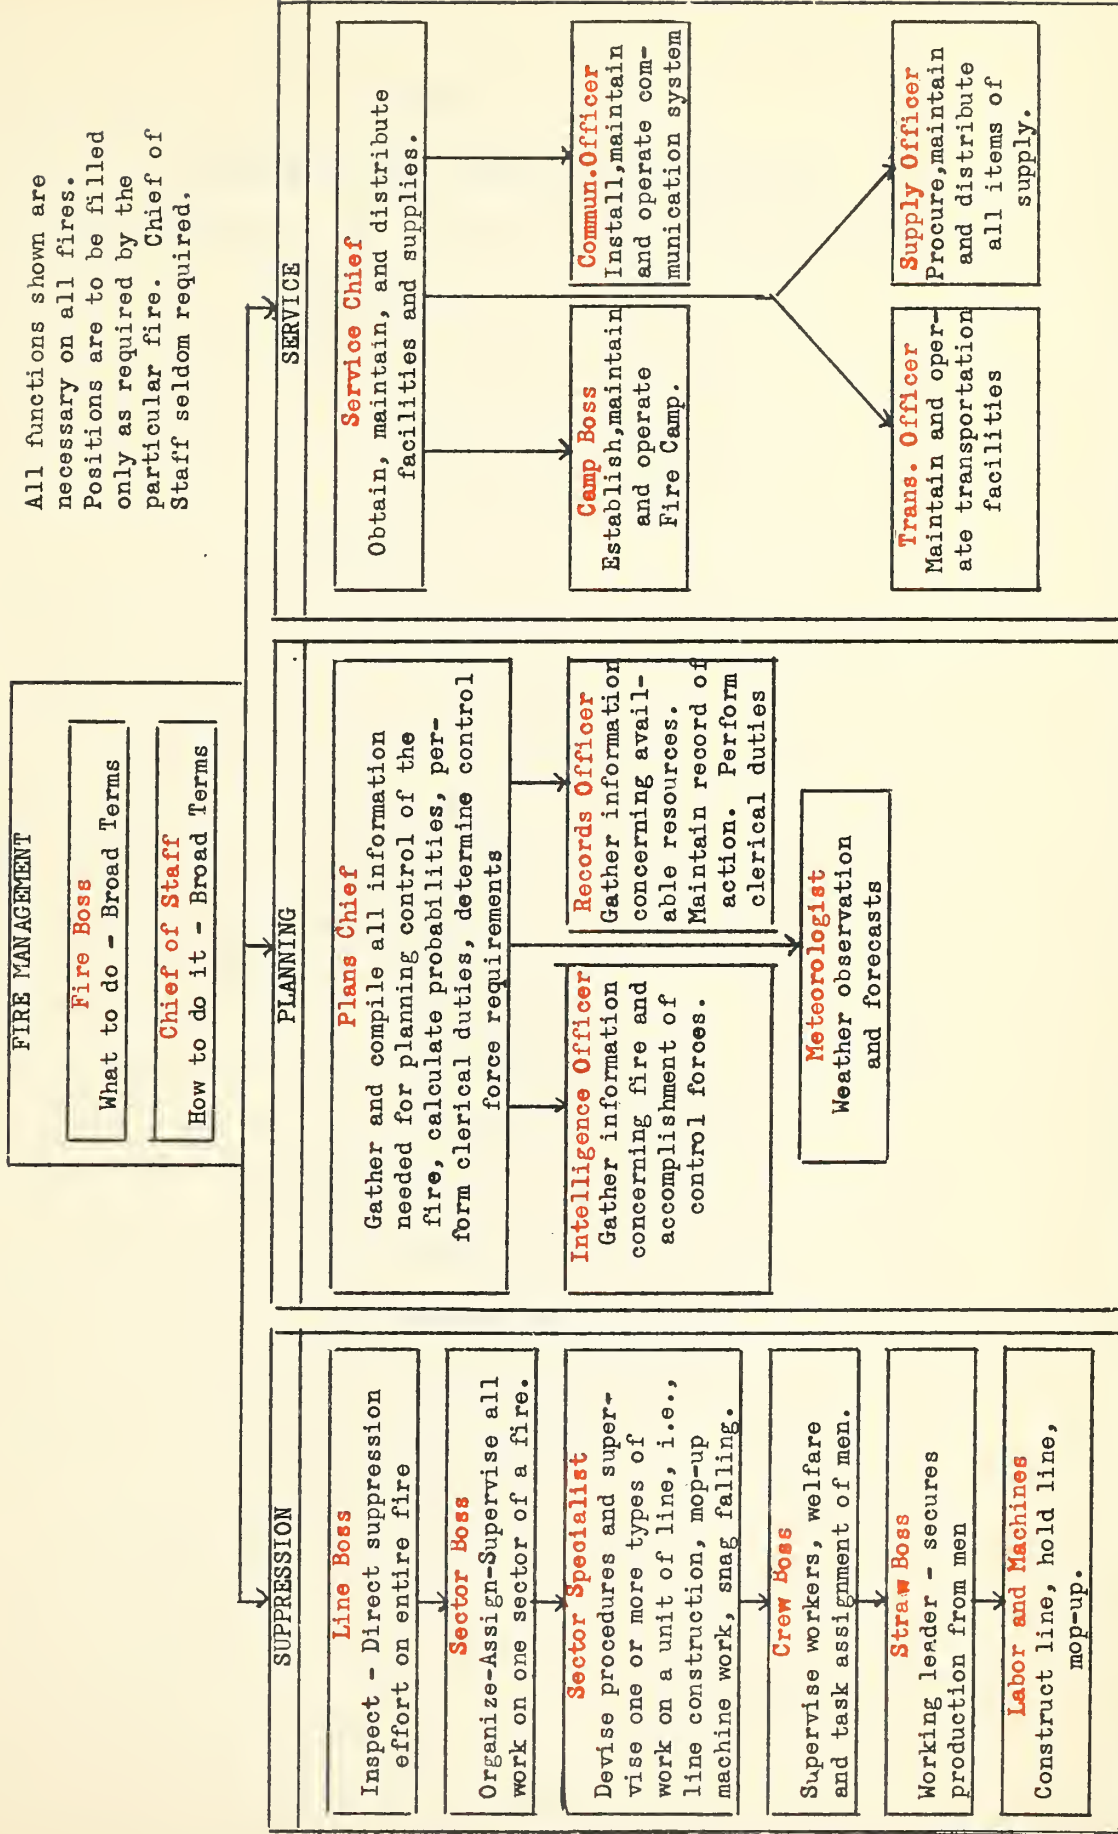 All functions shown are
necessary on all fires.
Positions are to be filled
only as required by the
particular fire. Chief of
Staff seldom required.
FIRE MANAGEMENT
Fire Boss
What to do - Broad Terms
Chief of Staff
How to do it - Broad Terms
SUPPRESSION
Line Boss
Inspect - Direct suppression
effort on entire fire
Sector Boss
Organize-Assign-Supervise all
work on one sector of a fire.
Sector Specialist
Devise procedures and super-
vise one or more types of
work on a unit of line, i.e.,
line construction, mop-up
machine work, snag falling.
Crew Boss
Supervise workers, welfare
and task assignment of men.
Straw Boss
Working leader - secures
production from men
Labor and Machines
Construct line, hold line,
mop-up.
PLANNING
Plans Chief
Gather and compile all information
needed for planning control of the
fire, calculate probabilities, per-
form clerical duties, determine control
force requirements
Intelligence Officer
Gather information
concerning fire and
accomplishment of
control forces.
Records Officer
Gather information
concerning avail-
able resources.
Maintain record of
action. Perform
clerical duties
Meteorologist
Weather observation
and forecasts
SERVICE
Service Chief
Obtain, maintain, and distribute
facilities and supplies.
Camp Boss
Establish,maintain
and operate
Fire Camp.
Commun.Officer
Install,maintain
and operate com-
munication system
Trans. Officer
Maintain and oper-
ate transportation
facilities
Supply Officer
Procure,maintain
and distribute
all items of
supply.